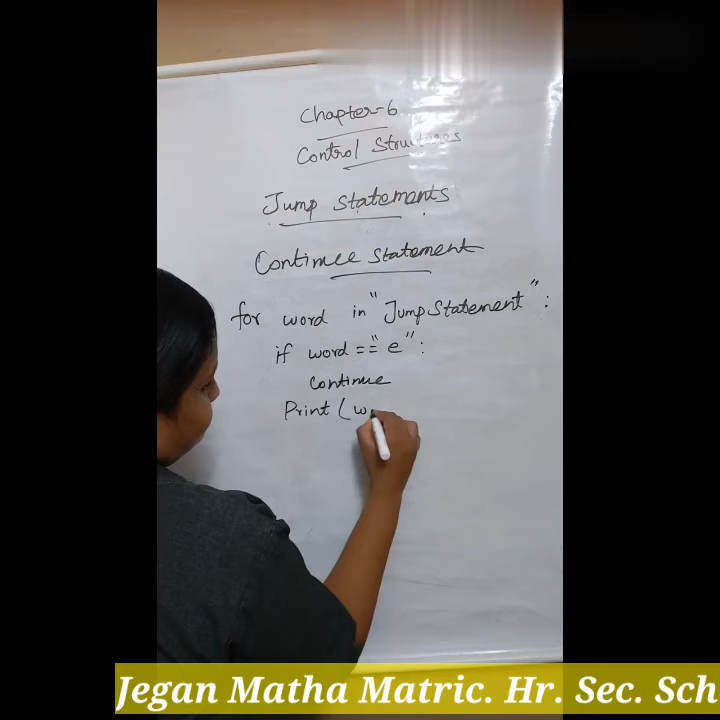 Chapter-6
Control Structures
Jump Statements
Continue Statement
for word in "JumpStatement":
if word == "e":
Continue
Print (w
Jegan Matha Matric. Hr. Sec. Sch